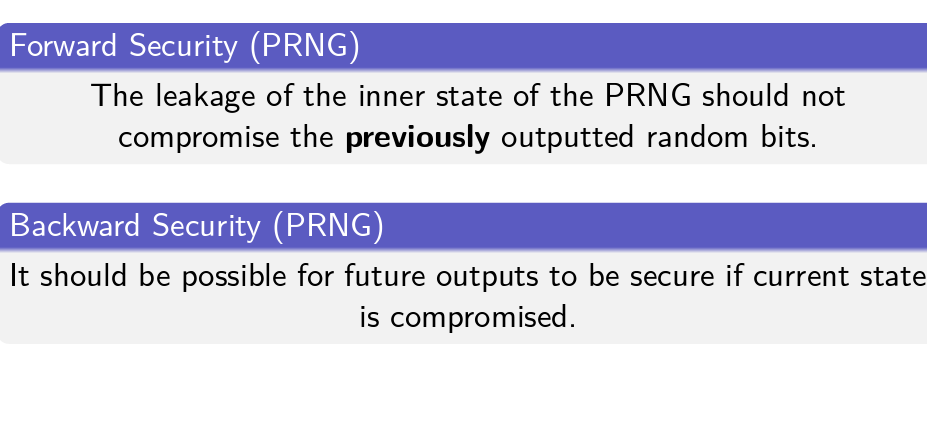 Forward Security (PRNG)
The leakage of the inner state of the PRNG should not
compromise the previously outputted random bits.
Backward Security (PRNG)
It should be possible for future outputs to be secure if current state
is compromised.